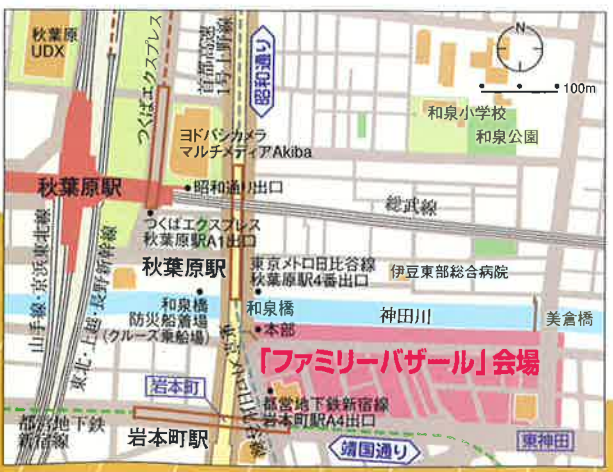 秋葉原
UDX
つくばエクスプレス
首都高速
1号上野線
昭和通り
N
100m
和泉小学校
和泉公園
ヨドバシカメラ
マルチメディアAkiba
秋葉原駅
昭和通り出口
総武線
つくばエクスプレス
秋葉原駅A1出口
秋葉原駅
東京メトロ日比谷線
秋葉原駅4番出口
伊豆東部総合病院
山手線・京浜東北線
東北・上越・長野新幹線
和泉橋
防災船着場
(クルーズ乗船場)
和泉橋
神田川
美倉橋
本部
東京メトロ日比谷線
「ファミリーバザール」会場
岩本町
都営地下鉄新宿線
岩本町駅A4出口
都営地下鉄
新宿線
岩本町駅
靖国通り
東神田